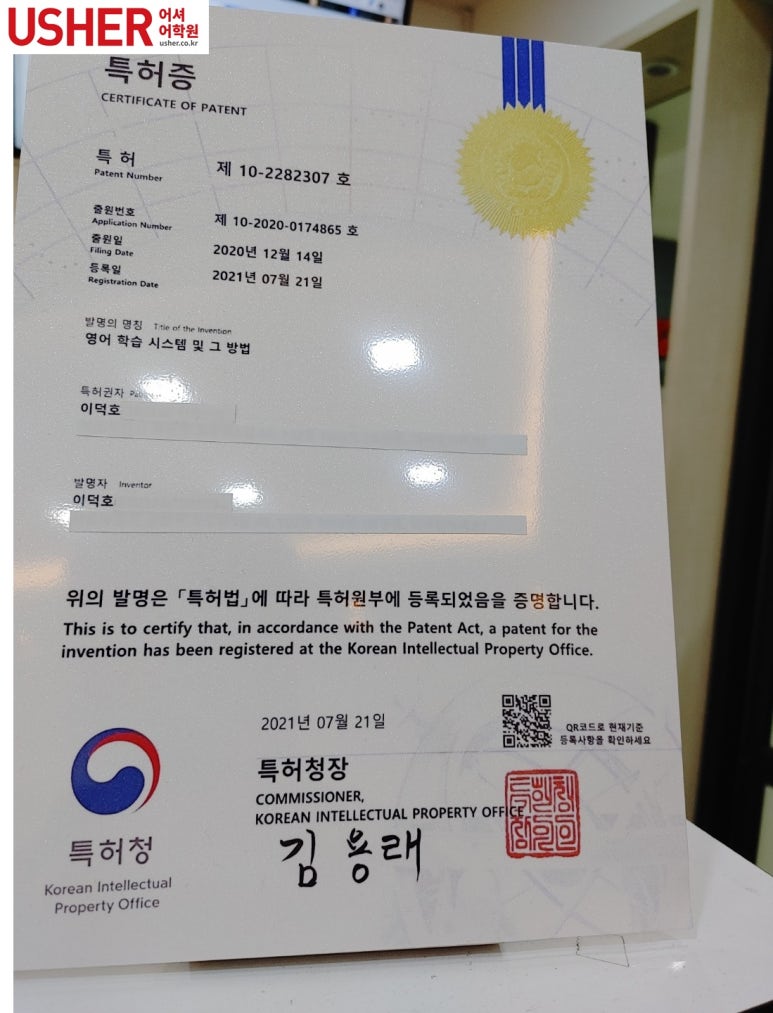 USHER 어셔
어학원
usher.co.kr
특허증
CERTIFICATE OF PATENT
특 허 제 10-2282307 호
Patent Number
출원번호 제 10-2020-0174865 호
Application Number
출원일 2020년 12월 14일
Filing Date
등록일 2021년 07월 21일
Registration Date
발명의 명칭 Title of the Invention
영어 학습 시스템 및 그 방법
특허권자
이덕호
발명자 Inventor
이덕호
위의 발명은 「특허법」에 따라 특허원부에 등록되었음을 증명합니다.
This is to certify that, in accordance with the Patent Act, a patent for the
invention has been registered at the Korean Intellectual Property Office.
2021년 07월 21일
QR코드로 현재기준
등록사항을 확인하세요
특허청장
COMMISSIONER,
KOREAN INTELLECTUAL PROPERTY OFFICE
김용래
특허청
Korean Intellectual
Property Office